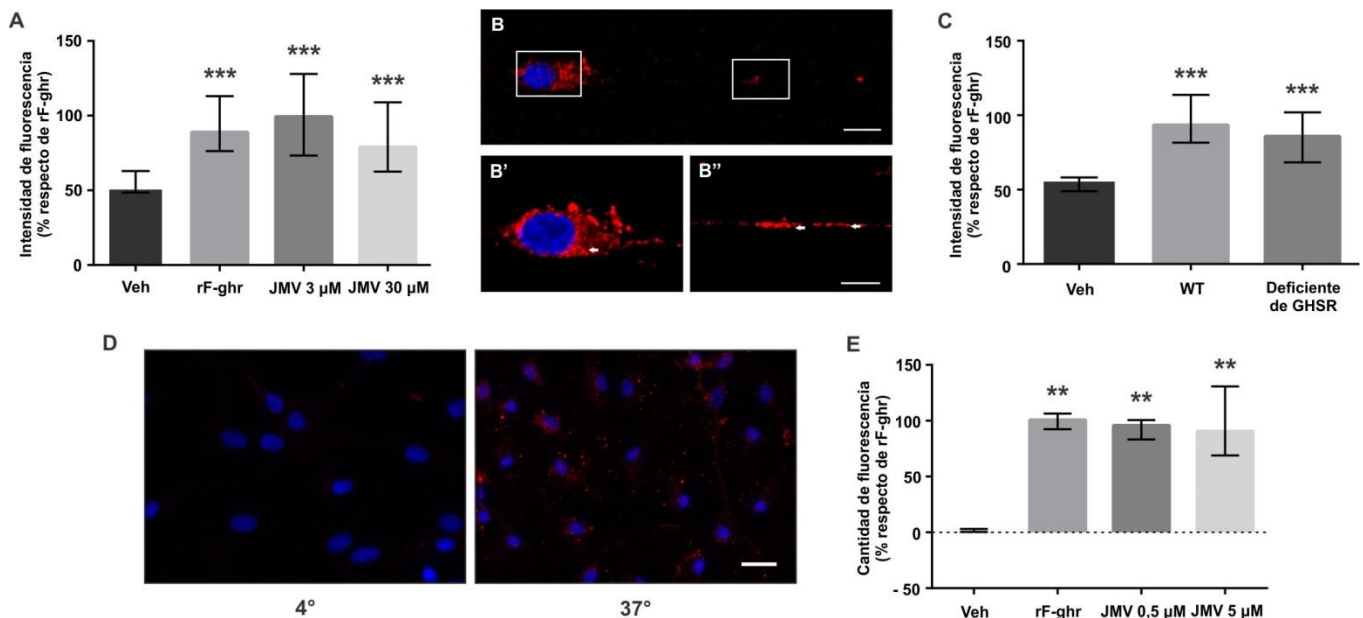 A
Intensidad de fluorescencia
(% respecto de rF-ghr)
150
100
50
0
***
***
***
Veh
rF-ghr
JMV 3 µM
JMV 30 µM
B
B'
B''
C
Intensidad de fluorescencia
(% respecto de rF-ghr)
150
100
50
0
***
***
Veh
WT
Deficiente
de GHSR
D
4°
37°
E
Cantidad de fluorescencia
(% respecto de rF-ghr)
150
100
50
0
- 50
**
**
**
Veh
rF-ghr
JMV 0,5 µM
JMV 5 µM